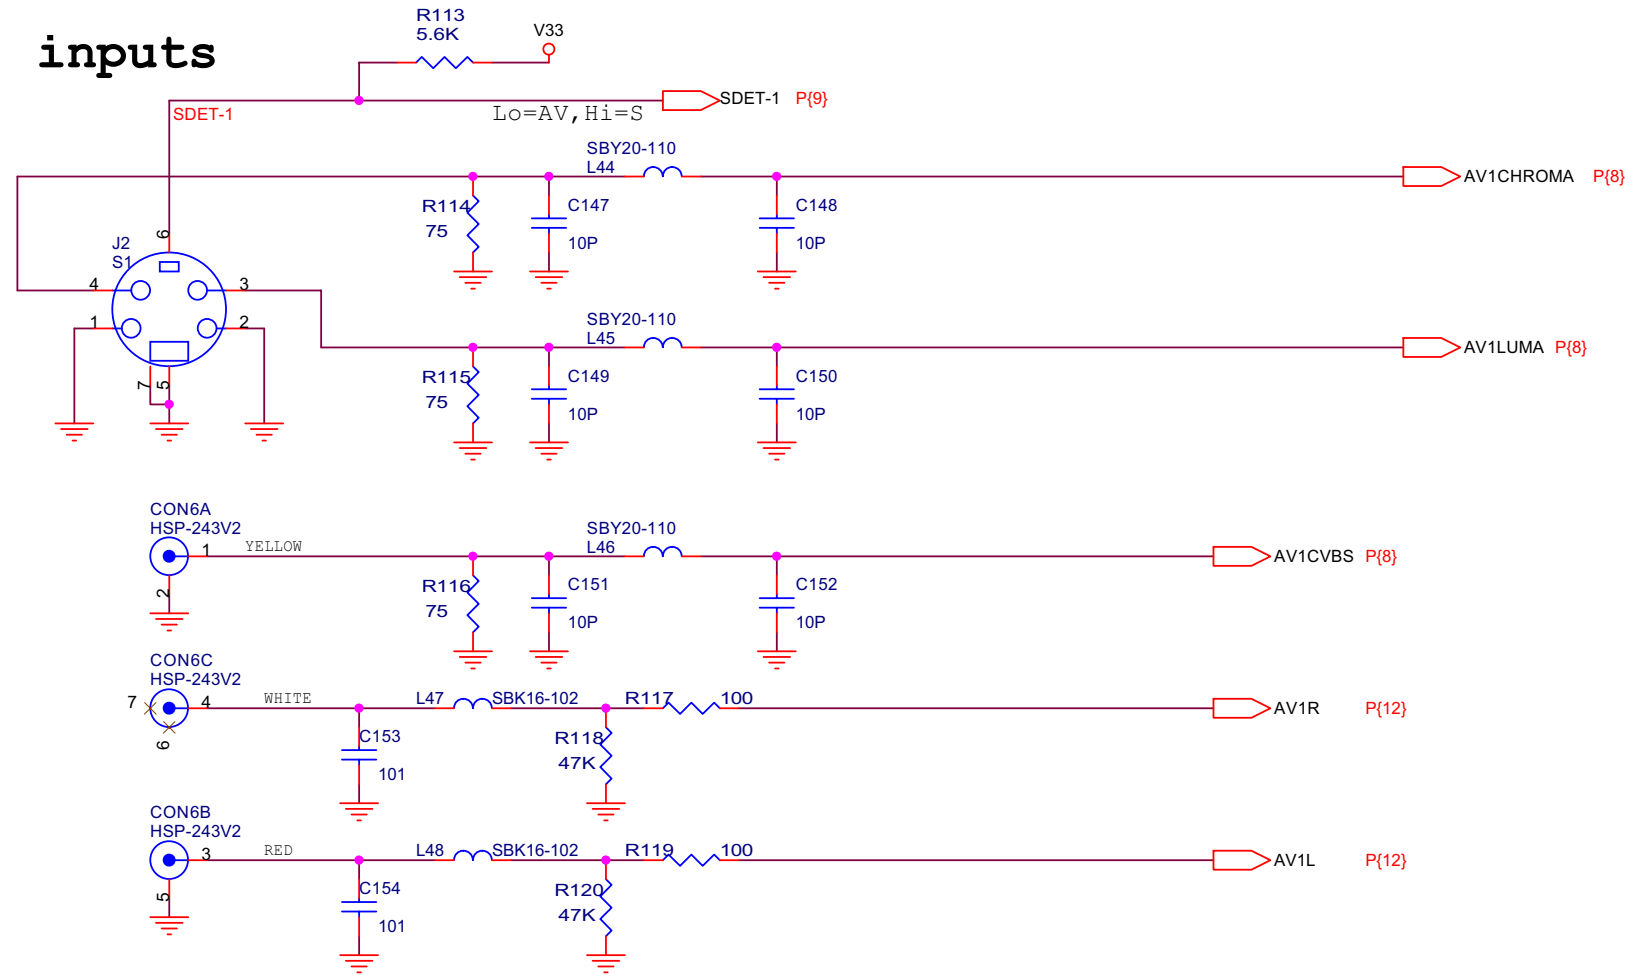 inputs
R113
5.6K
V33
SDET-1
Lo=AV,Hi=S
SDET-1 P{9}
SBY20-110
L44
AV1CHROMA P{8}
R114
75
C147
10P
C148
10P
J2
S1
6
4
3
1
2
7
5
SBY20-110
L45
AV1LUMA P{8}
R115
75
C149
10P
C150
10P
CON6A
HSP-243V2
1
YELLOW
2
SBY20-110
L46
AV1CVBS P{8}
R116
75
C151
10P
C152
10P
CON6C
HSP-243V2
7
4
WHITE
6
L47 SBK16-102
R117 100
AV1R P{12}
C153
101
R118
47K
CON6B
HSP-243V2
3
RED
5
L48 SBK16-102
R119 100
AV1L P{12}
C154
101
R120
47K